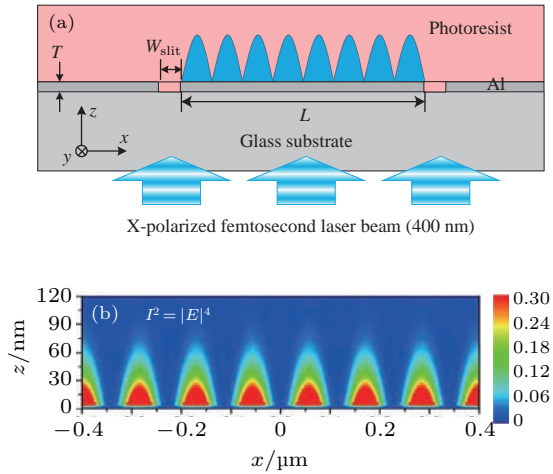 (a)
Photoresist
T
W_slit
Al
L
z
x
y
Glass substrate
X-polarized femtosecond laser beam (400 nm)
(b)
I² = |E|⁴
z/nm
120
90
60
30
0
−0.4
−0.2
0
0.2
0.4
x/μm
0.30
0.24
0.18
0.12
0.06
0